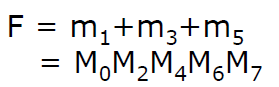 F = m₁+m₃+m₅
= M₀M₂M₄M₆M₇